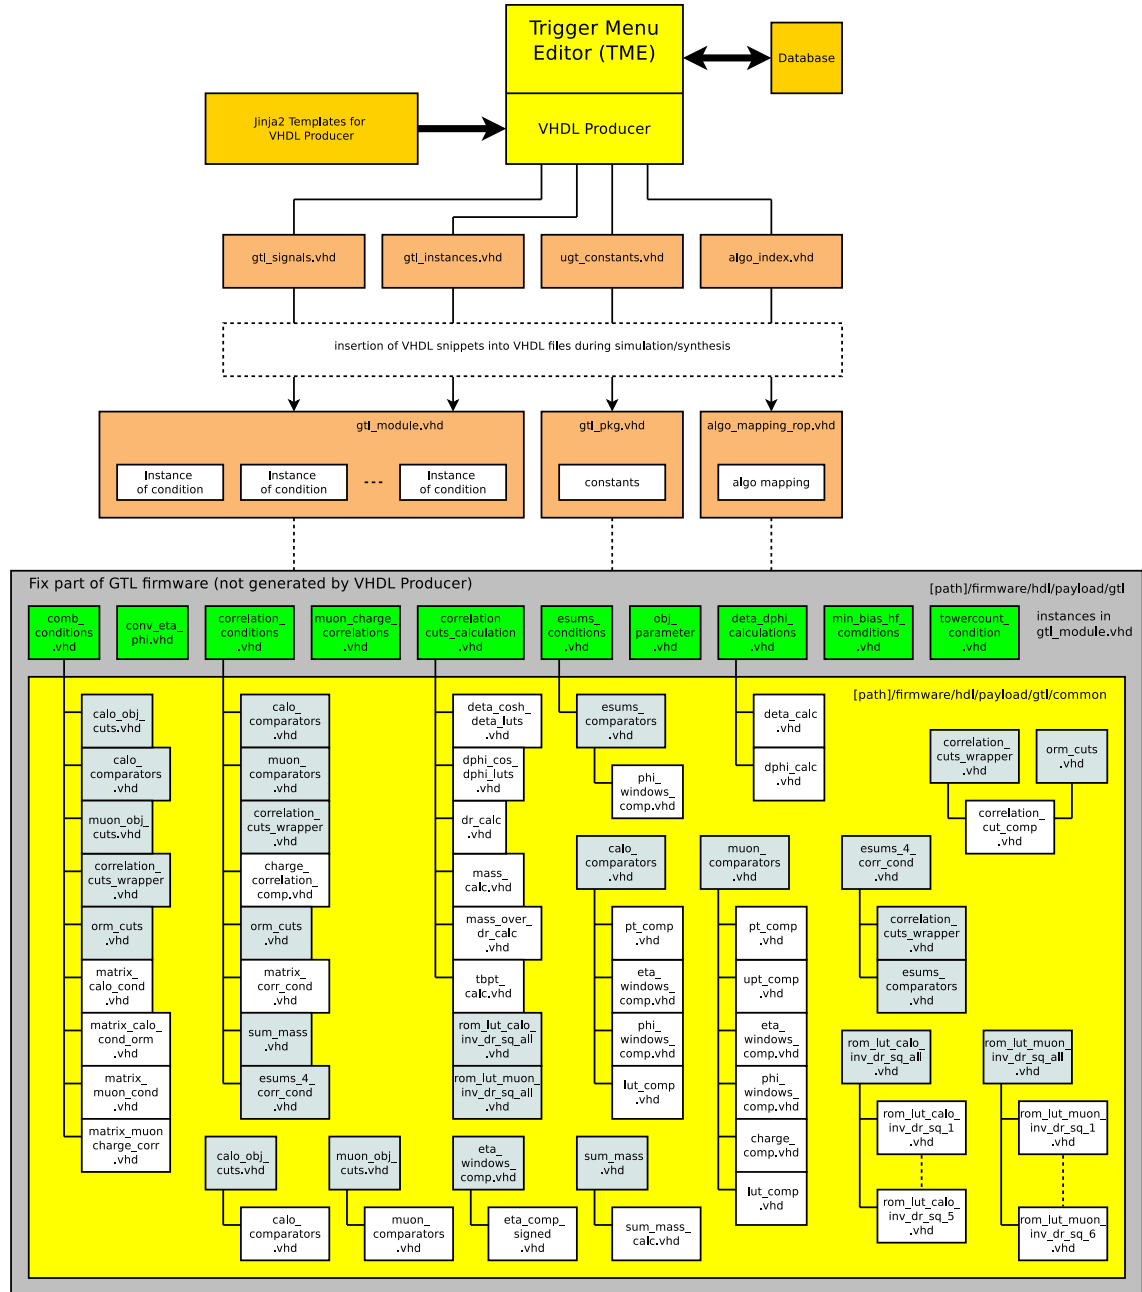 Trigger Menu
Editor (TME)
Database
Jinja2 Templates for
VHDL Producer
VHDL Producer
gtl_signals.vhd
gtl_instances.vhd
ugt_constants.vhd
algo_index.vhd
insertion of VHDL snippets into VHDL files during simulation/synthesis
gtl_module.vhd
gtl_pkg.vhd
algo_mapping_rop.vhd
Instance
of condition
Instance
of condition
---
Instance
of condition
constants
algo mapping
Fix part of GTL firmware (not generated by VHDL Producer)
[path]/firmware/hdl/payload/gtl
comb_
conditions
.vhd
conv_eta_
phi.vhd
correlation_
conditions
.vhd
muon_charge_
correlations
.vhd
correlation
cuts_calculation
.vhd
esums_
conditions
.vhd
obj_
parameter
.vhd
deta_dphi_
calculations
.vhd
min_bias_hf_
comditions
.vhd
towercount_
condition
.vhd
instances in
gtl_module.vhd
[path]/firmware/hdl/payload/gtl/common
calo_obj_
cuts.vhd
calo_
comparators
.vhd
muon_obj_
cuts.vhd
correlation_
cuts_wrapper
.vhd
orm_cuts
.vhd
matrix_
calo_cond
.vhd
matrix_calo_
cond_orm
.vhd
matrix_
muon_cond
.vhd
matrix_muon
charge_corr
.vhd
calo_
comparators
.vhd
muon_
comparators
.vhd
correlation_
cuts_wrapper
.vhd
charge_
correlation_
comp.vhd
orm_cuts
.vhd
matrix_
corr_cond
.vhd
sum_mass
.vhd
esums_4_
corr_cond
.vhd
deta_cosh_
deta_luts
.vhd
dphi_cos_
dphi_luts
.vhd
dr_calc
.vhd
mass_
calc.vhd
mass_over_
dr_calc
.vhd
tbpt_
calc.vhd
rom_lut_calo_
inv_dr_sq_all
.vhd
rom_lut_muon_
inv_dr_sq_all
.vhd
esums_
comparators
.vhd
phi_
windows_
comp.vhd
deta_calc
.vhd
dphi_calc
.vhd
correlation_
cuts_wrapper
.vhd
orm_cuts
.vhd
correlation_
cut_comp
.vhd
calo_
comparators
.vhd
pt_comp
.vhd
eta_
windows_
comp.vhd
phi_
windows_
comp.vhd
lut_comp
.vhd
muon_
comparators
.vhd
pt_comp
.vhd
upt_comp
.vhd
eta_
windows_
comp.vhd
phi_
windows_
comp.vhd
charge_
comp.vhd
lut_comp
.vhd
esums_4_
corr_cond
.vhd
correlation_
cuts_wrapper
.vhd
esums_
comparators
.vhd
rom_lut_calo_
inv_dr_sq_all
.vhd
rom_lut_calo_
inv_dr_sq_1
.vhd
rom_lut_calo_
inv_dr_sq_5
.vhd
rom_lut_muon_
inv_dr_sq_all
.vhd
rom_lut_muon_
inv_dr_sq_1
.vhd
rom_lut_muon_
inv_dr_sq_6
.vhd
calo_obj_
cuts.vhd
calo_
comparators
.vhd
muon_obj_
cuts.vhd
muon_
comparators
.vhd
eta_
windows_
comp.vhd
eta_comp_
signed
.vhd
sum_mass
.vhd
sum_mass_
calc.vhd